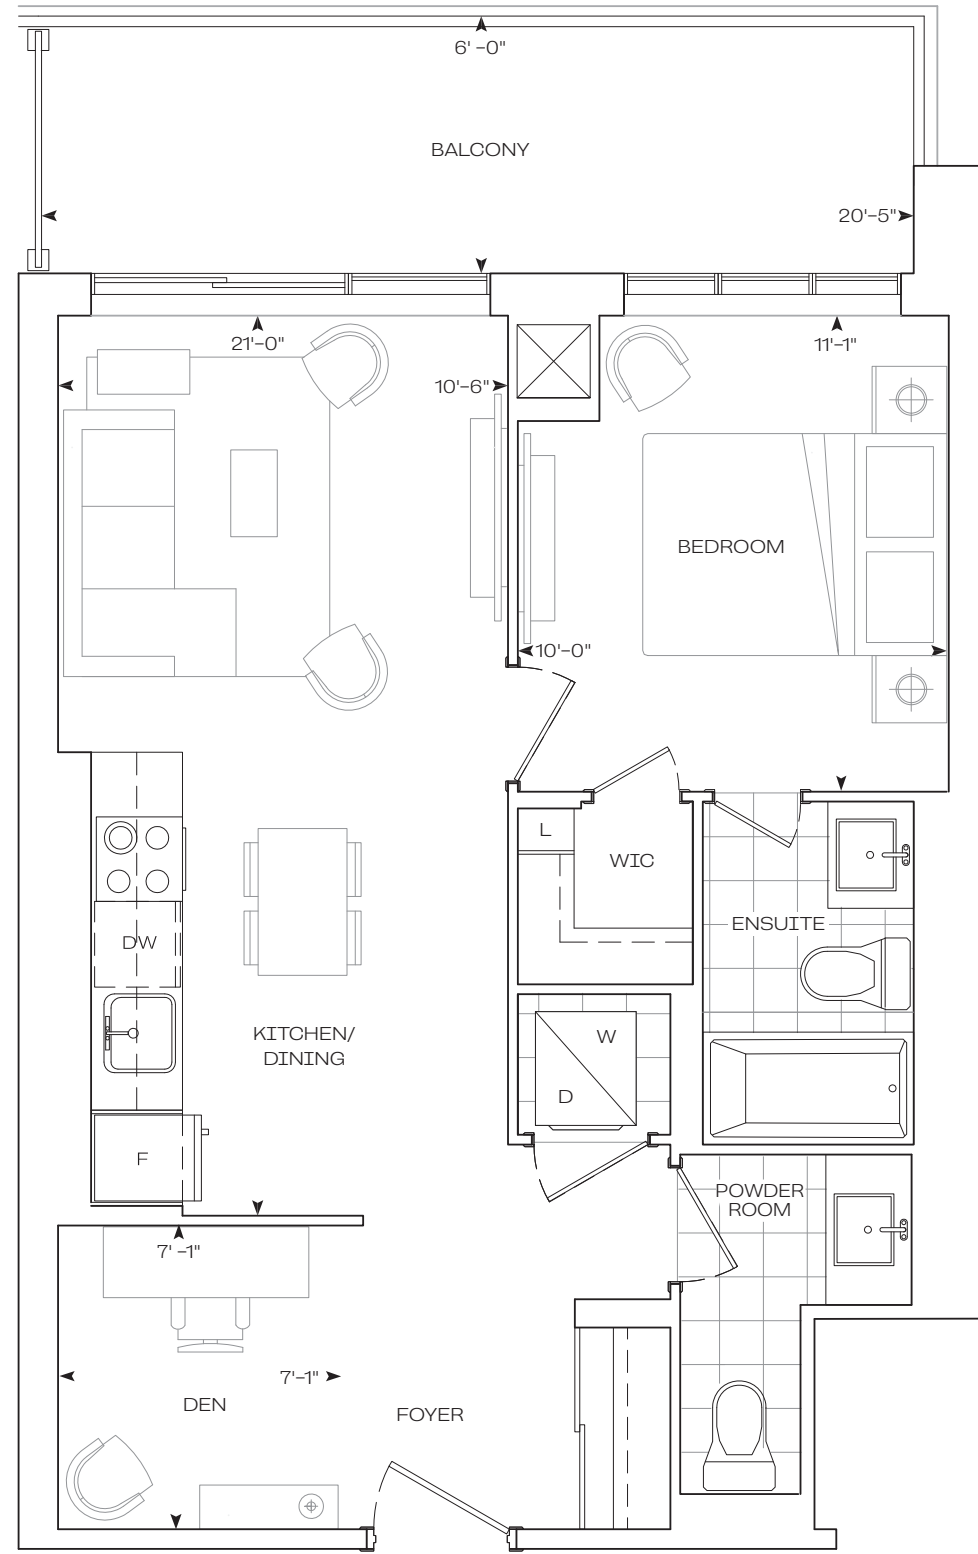 6'-0"
BALCONY
20'-5"
21'-0"
11'-1"
10'-6"
BEDROOM
10'-0"
L
WIC
ENSUITE
DW
KITCHEN/
DINING
W
D
F
POWDER
ROOM
7'-1"
7'-1"
DEN
FOYER